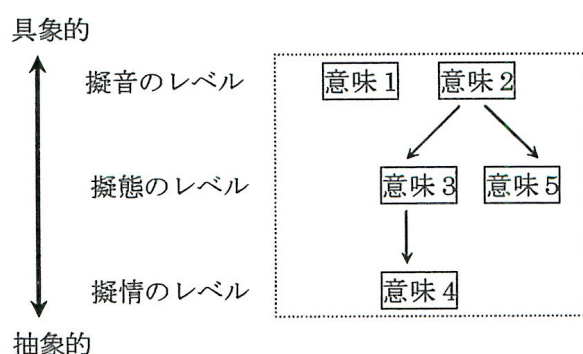 具象的
擬音のレベル 意味1 意味2
擬態のレベル 意味3 意味5
擬情のレベル 意味4
抽象的